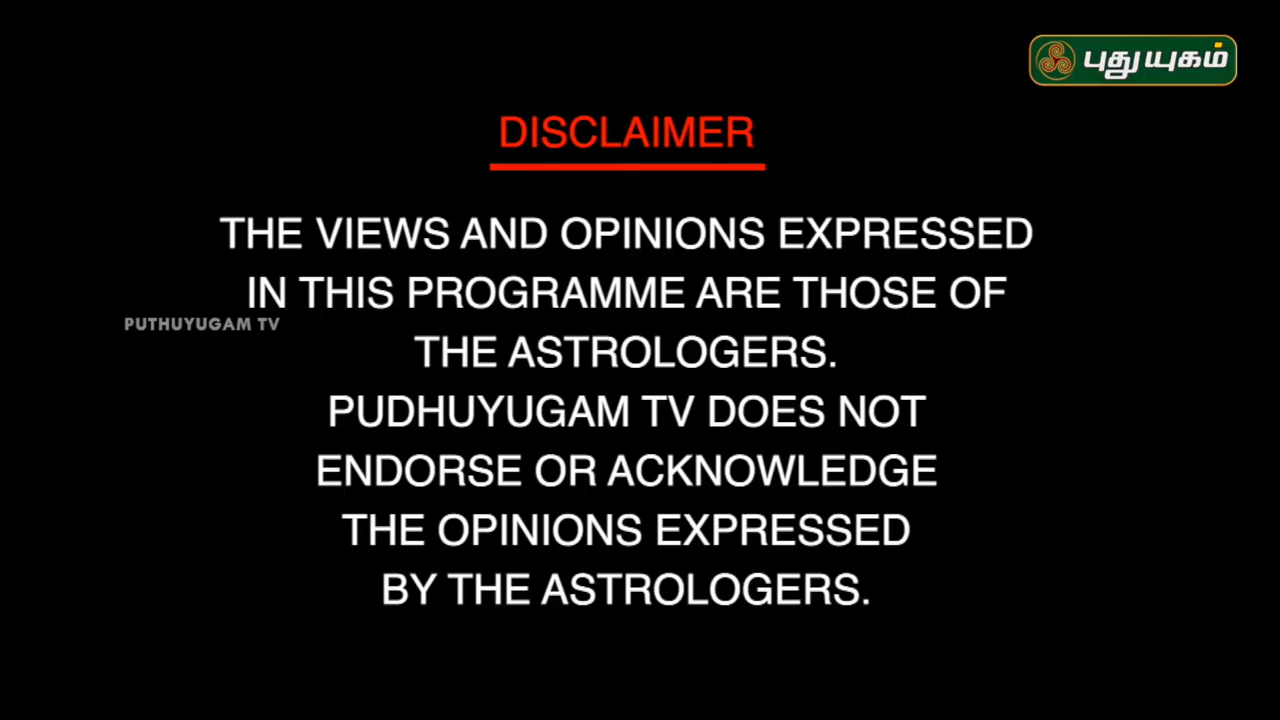 புதுயுகம்
DISCLAIMER
THE VIEWS AND OPINIONS EXPRESSED
IN THIS PROGRAMME ARE THOSE OF
PUTHUYUGAM TV
THE ASTROLOGERS.
PUDHUYUGAM TV DOES NOT
ENDORSE OR ACKNOWLEDGE
THE OPINIONS EXPRESSED
BY THE ASTROLOGERS.